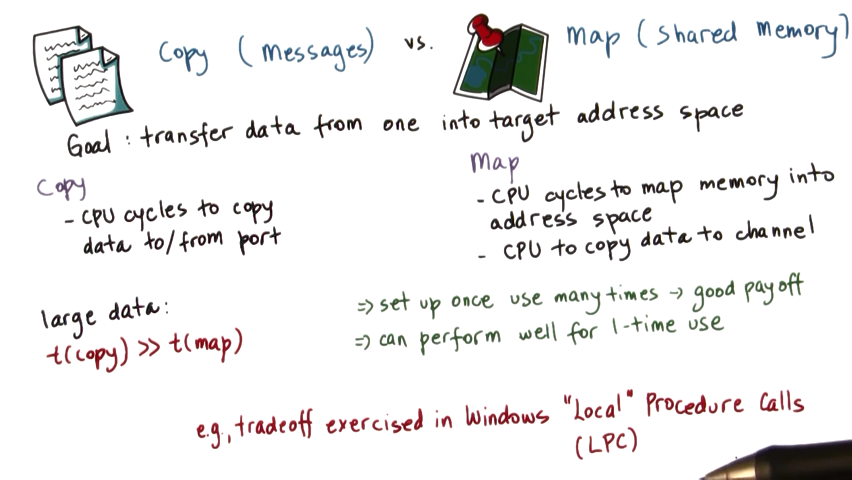 Copy (messages) vs. Map (shared memory)
Goal: transfer data from one into target address space
Copy
- CPU cycles to copy
data to/from port
Map
- CPU cycles to map memory into
address space
- CPU to copy data to channel
large data:
t(copy) >> t(map)
⇒ set up once use many times → good payoff
⇒ can perform well for 1-time use
e.g., tradeoff exercised in Windows "Local" Procedure Calls
(LPC)